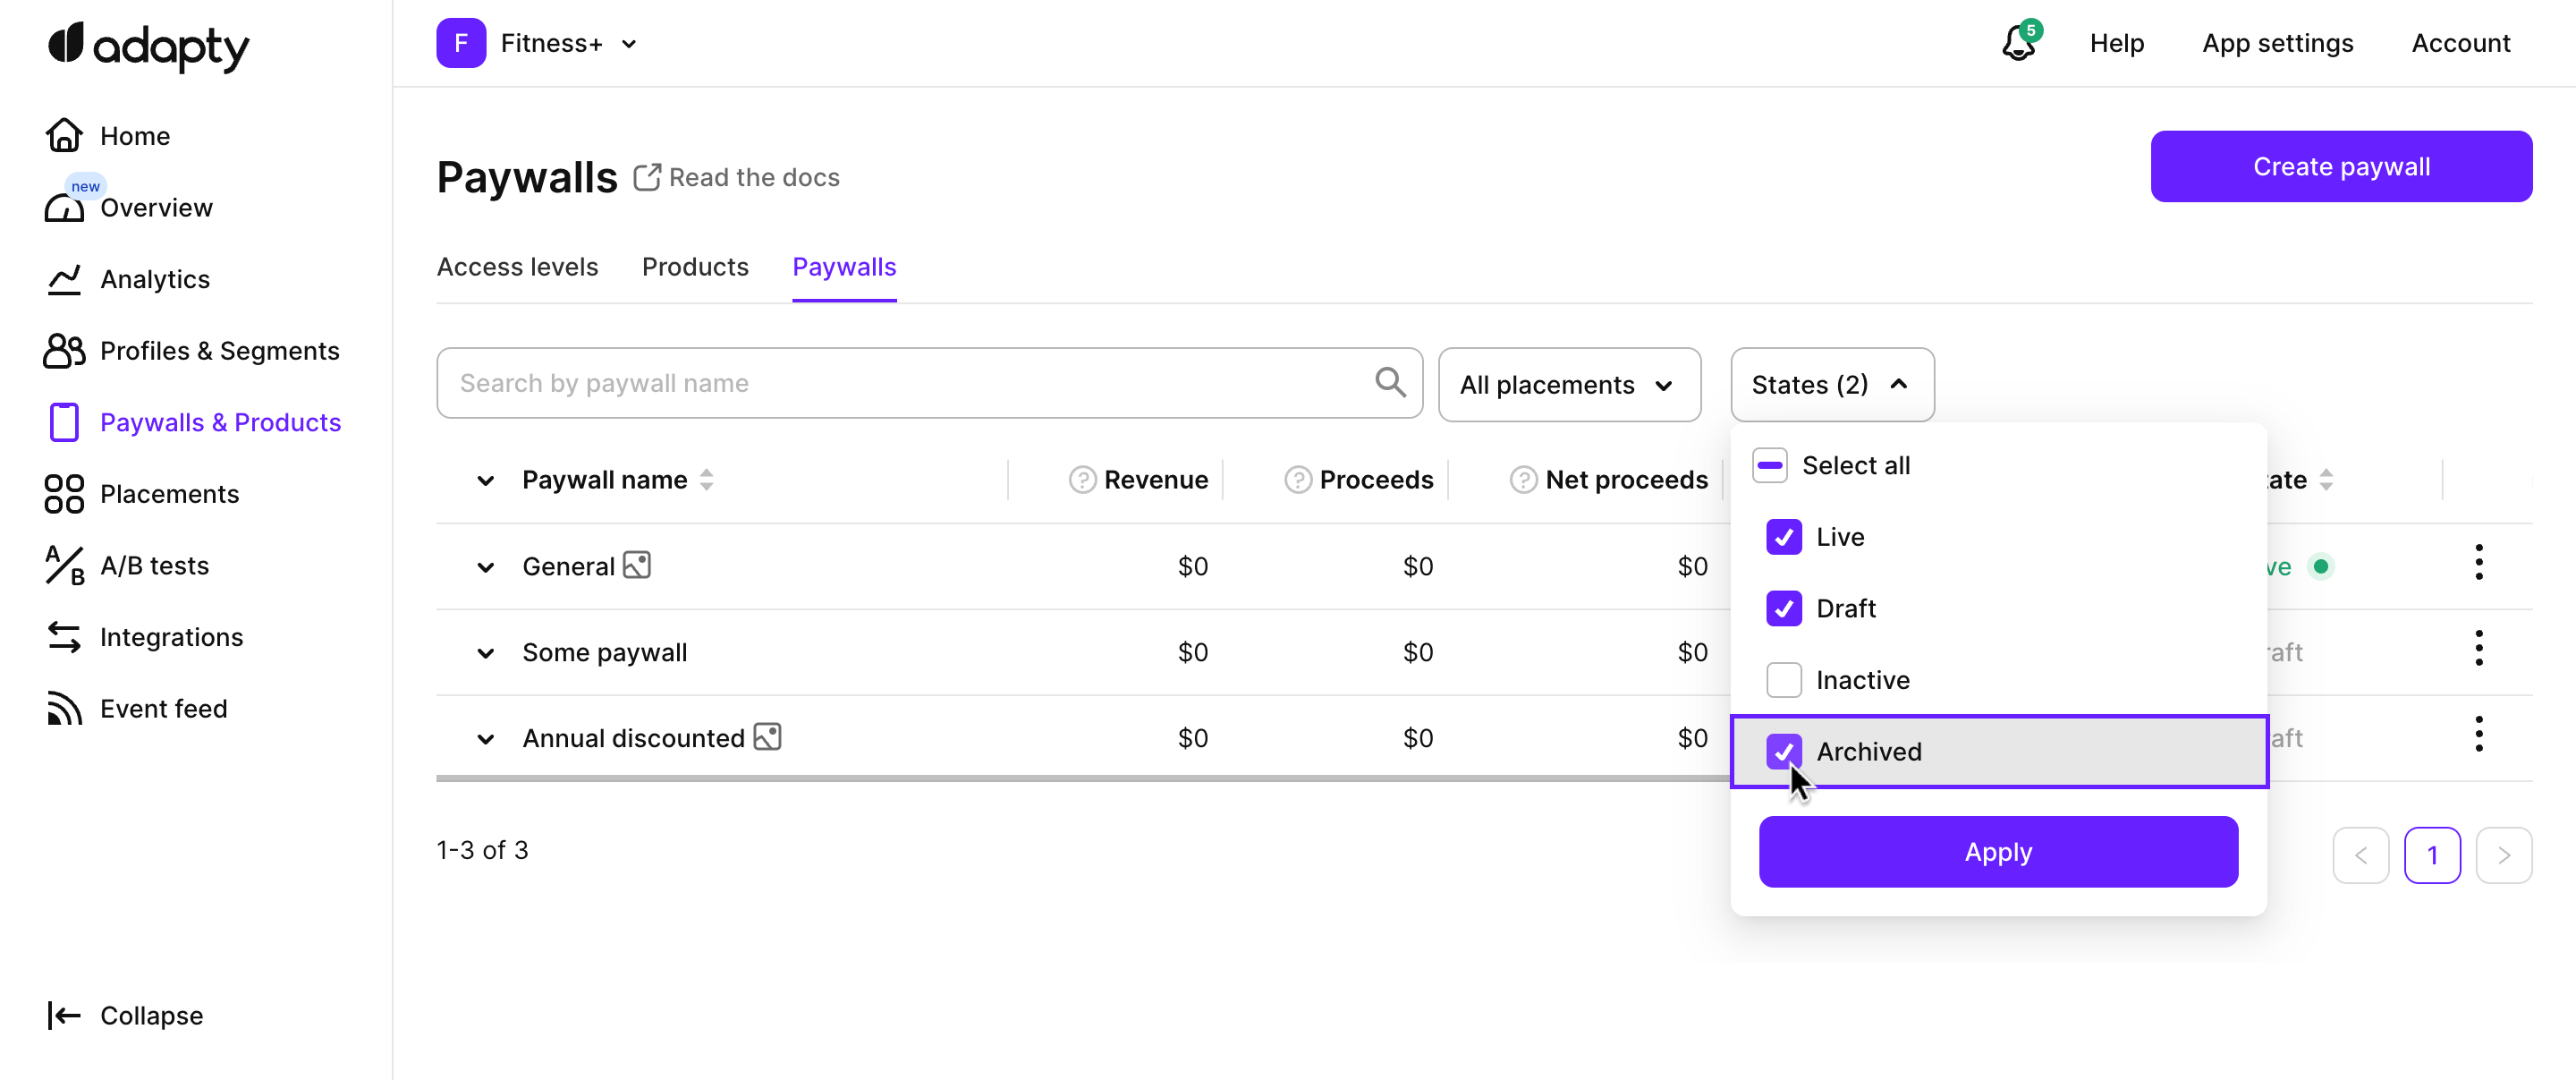 adapty
F Fitness+
5
Help
App settings
Account
Home
new
Overview
Analytics
Profiles & Segments
Paywalls & Products
Placements
A/B tests
Integrations
Event feed
Collapse
Paywalls
Read the docs
Create paywall
Access levels
Products
Paywalls
Search by paywall name
All placements
States (2)
Paywall name
? Revenue
? Proceeds
? Net proceeds
ate
General $0 $0 $0 ve
Some paywall $0 $0 $0 raft
Annual discounted $0 $0 $0 aft
Select all
Live
Draft
Inactive
Archived
Apply
1-3 of 3
< 1 >